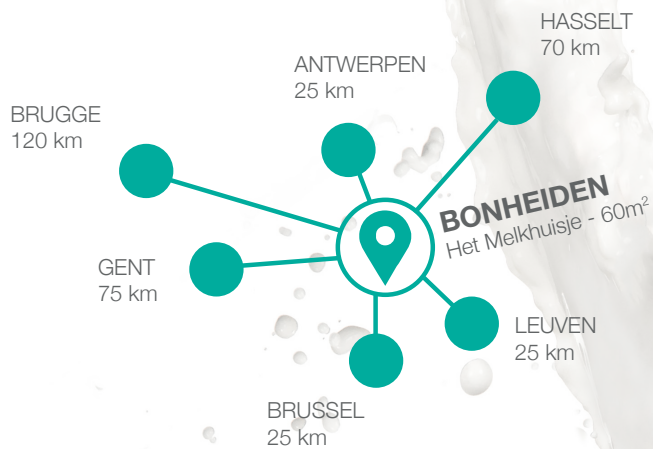 HASSELT
70 km
ANTWERPEN
25 km
BRUGGE
120 km
BONHEIDEN
Het Melkhuisje - 60m²
GENT
75 km
LEUVEN
25 km
BRUSSEL
25 km